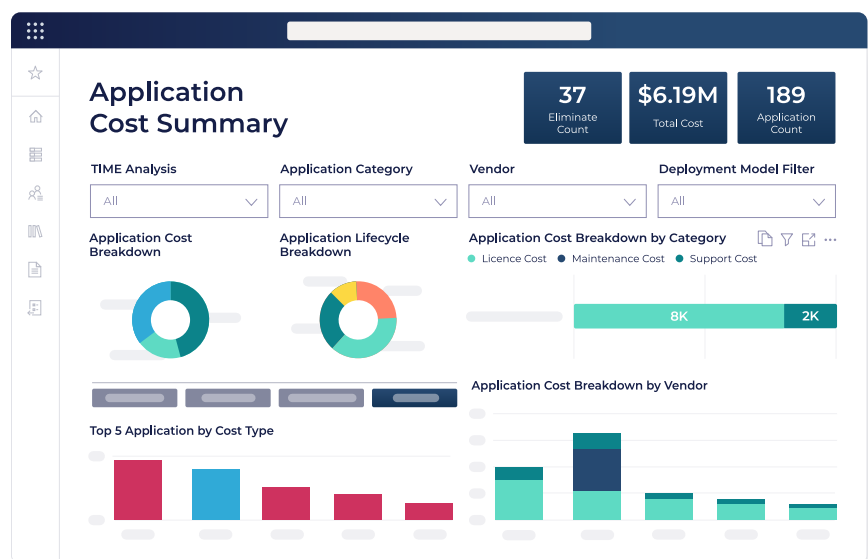 Application
Cost Summary
37
Eliminate
Count
$6.19M
Total Cost
189
Application
Count
TIME Analysis
All
Application Category
All
Vendor
All
Deployment Model Filter
All
Application Cost
Breakdown
Application Lifecycle
Breakdown
Application Cost Breakdown by Category
Licence Cost
Maintenance Cost
Support Cost
8K
2K
Top 5 Application by Cost Type
Application Cost Breakdown by Vendor